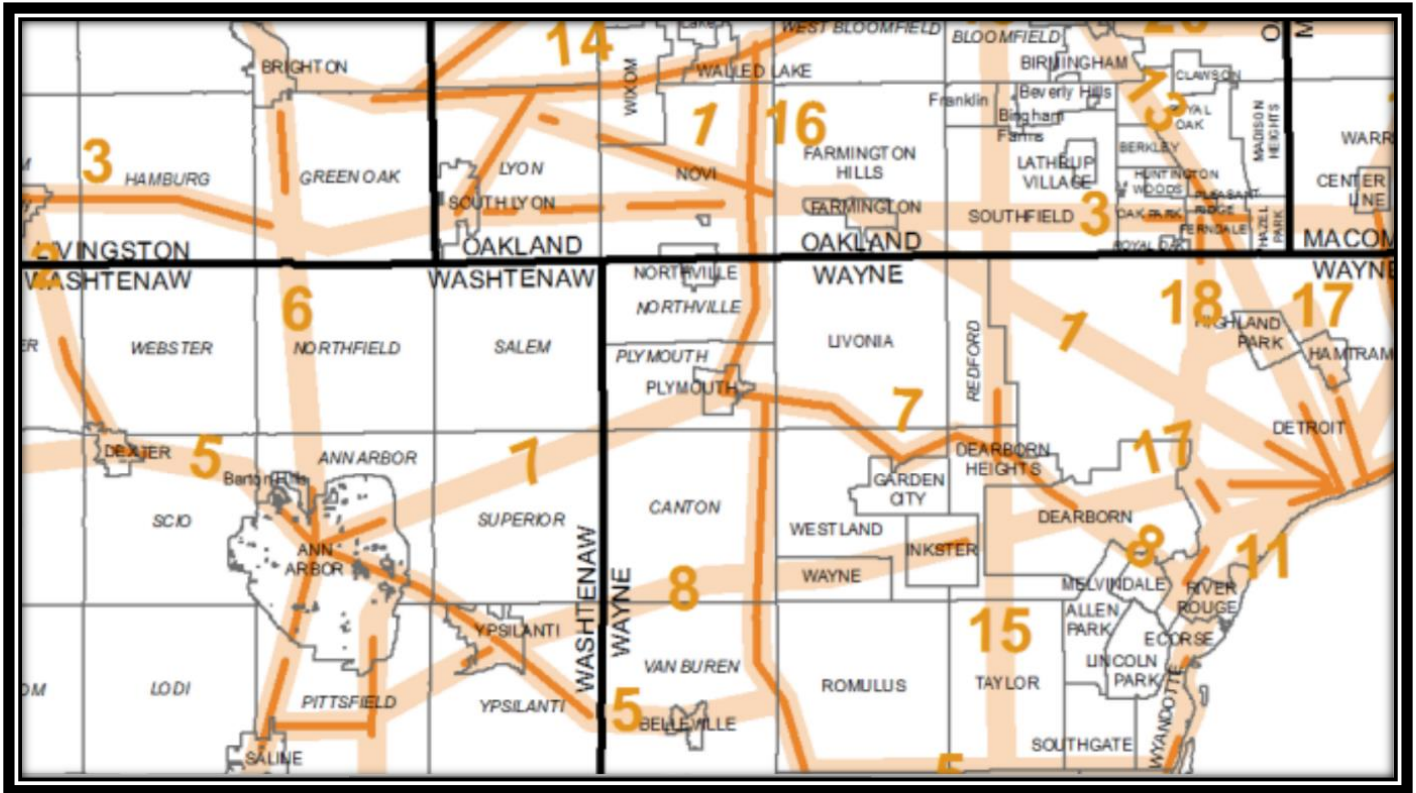 14
WEST BLOOMFIELD
BLOOMFIELD
BRIGHTON
WIXOM
WALLED LAKE
BIRMINGHAM
CLAWSON
Franklin
Beverly Hills
13
Bingham
Farms
ROYAL
OAK
MADISON
HEIGHTS
1
16
3
HAMBURG
GREEN OAK
LYON
NOVI
FARMINGTON
HILLS
LATHRUP
VILLAGE
BERKLEY
HUNTINGTON
WOODS
PLEASANT
RIDGE
CENTER
LINE
SOUTH LYON
FARMINGTON
SOUTHFIELD
3
OAK PARK
FERNDALE
HAZEL
PARK
LIVINGSTON
OAKLAND
OAKLAND
MACOM
WASHTENAW
WASHTENAW
NORTHVILLE
WAYNE
WAYNE
6
NORTHVILLE
18
17
WEBSTER
NORTHFIELD
SALEM
PLYMOUTH
LIVONIA
REDFORD
1
HIGHLAND
PARK
HAMTRAM
PLYMOUTH
7
DETROIT
DEXTER
5
ANN ARBOR
7
DEARBORN
HEIGHTS
17
Barton Hills
GARDEN
CITY
SCIO
SUPERIOR
CANTON
WESTLAND
DEARBORN
ANN
ARBOR
WASHTENAW
WAYNE
8
WAYNE
INKSTER
8
11
MELVINDALE
RIVER
ROUGE
YPSILANTI
15
ALLEN
PARK
ECORSE
LODI
PITTSFIELD
YPSILANTI
VAN BUREN
ROMULUS
TAYLOR
LINCOLN
PARK
5
BELLEVILLE
WYANDOTTE
SALINE
SOUTHGATE
5